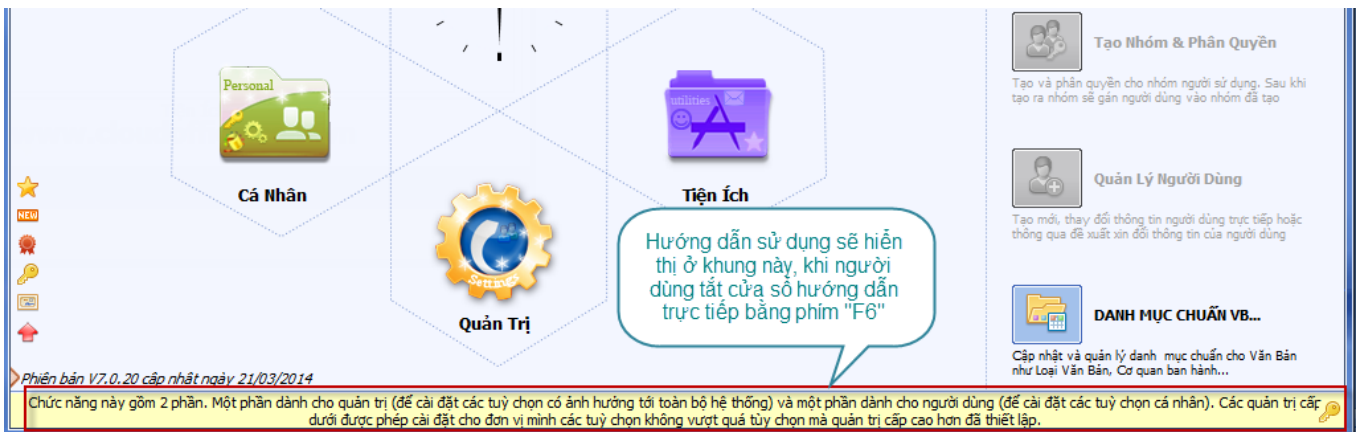 Personal
utilities
Cá Nhân
Tiện Ích
NEW
Settings
Quản Trị
Hướng dẫn sử dụng sẽ hiển
thị ở khung này, khi người
dùng tắt cửa sổ hướng dẫn
trực tiếp bằng phím "F6"
Tạo Nhóm & Phân Quyền
Tạo và phân quyền cho nhóm người sử dụng. Sau khi
tạo ra nhóm sẽ gán người dùng vào nhóm đã tạo
Quản Lý Người Dùng
Tạo mới, thay đổi thông tin người dùng trực tiếp hoặc
thông qua đề xuất xin đổi thông tin của người dùng
DANH MỤC CHUẨN VB...
Cập nhật và quản lý danh mục chuẩn cho Văn Bản
như Loại Văn Bản, Cơ quan ban hành...
Phiên bản V7.0.20 cập nhật ngày 21/03/2014
Chức năng này gồm 2 phần. Một phần dành cho quản trị (để cài đặt các tuỳ chọn có ảnh hưởng tới toàn bộ hệ thống) và một phần dành cho người dùng (để cài đặt các tuỳ chọn cá nhân). Các quản trị cấp
dưới được phép cài đặt cho đơn vị mình các tuỳ chọn không vượt quá tùy chọn mà quản trị cấp cao hơn đã thiết lập.